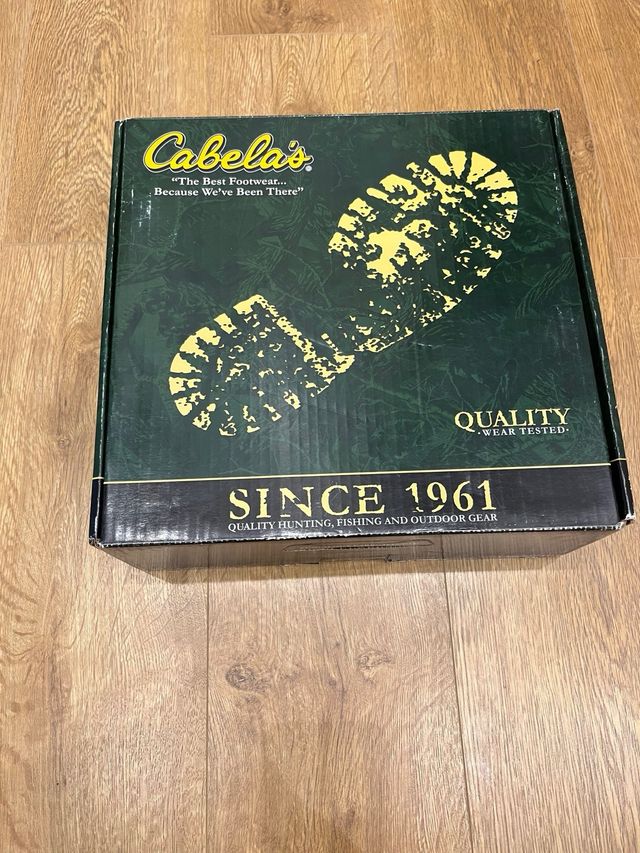 Cabela's®
"The Best Footwear...
Because We've Been There"
QUALITY
·WEAR TESTED·
SINCE 1961
QUALITY HUNTING, FISHING AND OUTDOOR GEAR